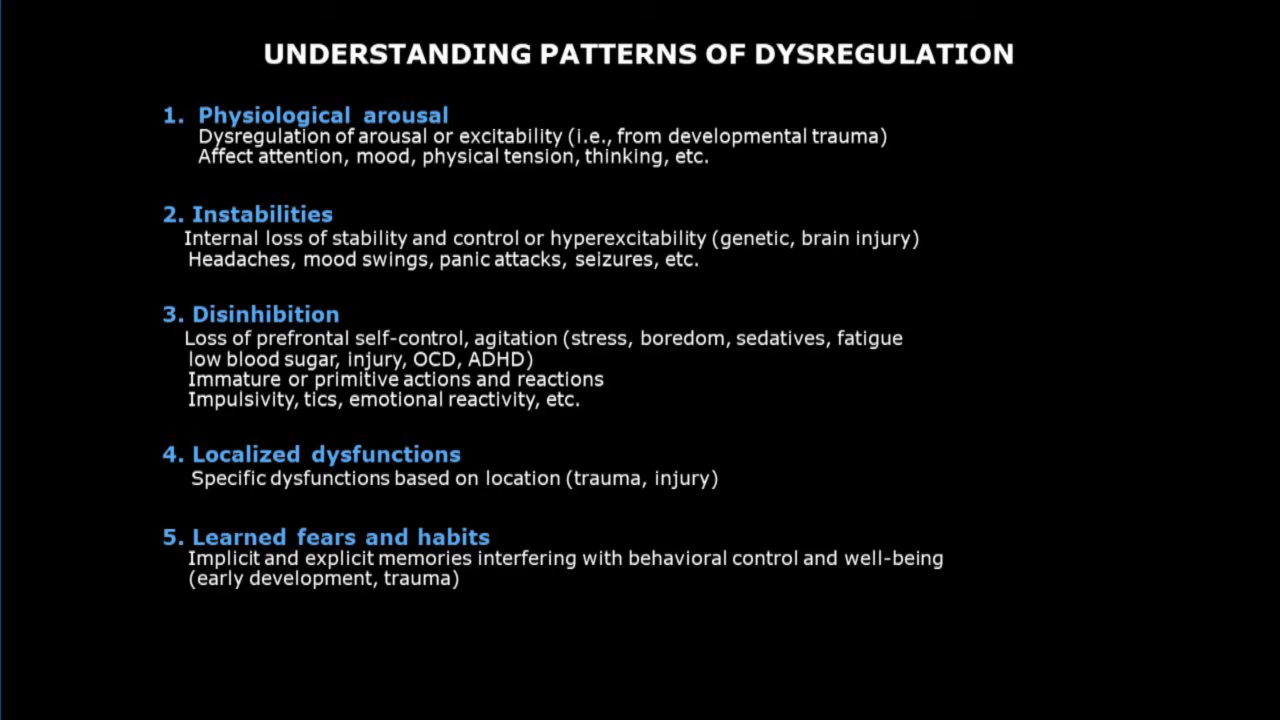 UNDERSTANDING PATTERNS OF DYSREGULATION
1. Physiological arousal
Dysregulation of arousal or excitability (i.e., from developmental trauma)
Affect attention, mood, physical tension, thinking, etc.
2. Instabilities
Internal loss of stability and control or hyperexcitability (genetic, brain injury)
Headaches, mood swings, panic attacks, seizures, etc.
3. Disinhibition
Loss of prefrontal self-control, agitation (stress, boredom, sedatives, fatigue
low blood sugar, injury, OCD, ADHD)
Immature or primitive actions and reactions
Impulsivity, tics, emotional reactivity, etc.
4. Localized dysfunctions
Specific dysfunctions based on location (trauma, injury)
5. Learned fears and habits
Implicit and explicit memories interfering with behavioral control and well-being
(early development, trauma)